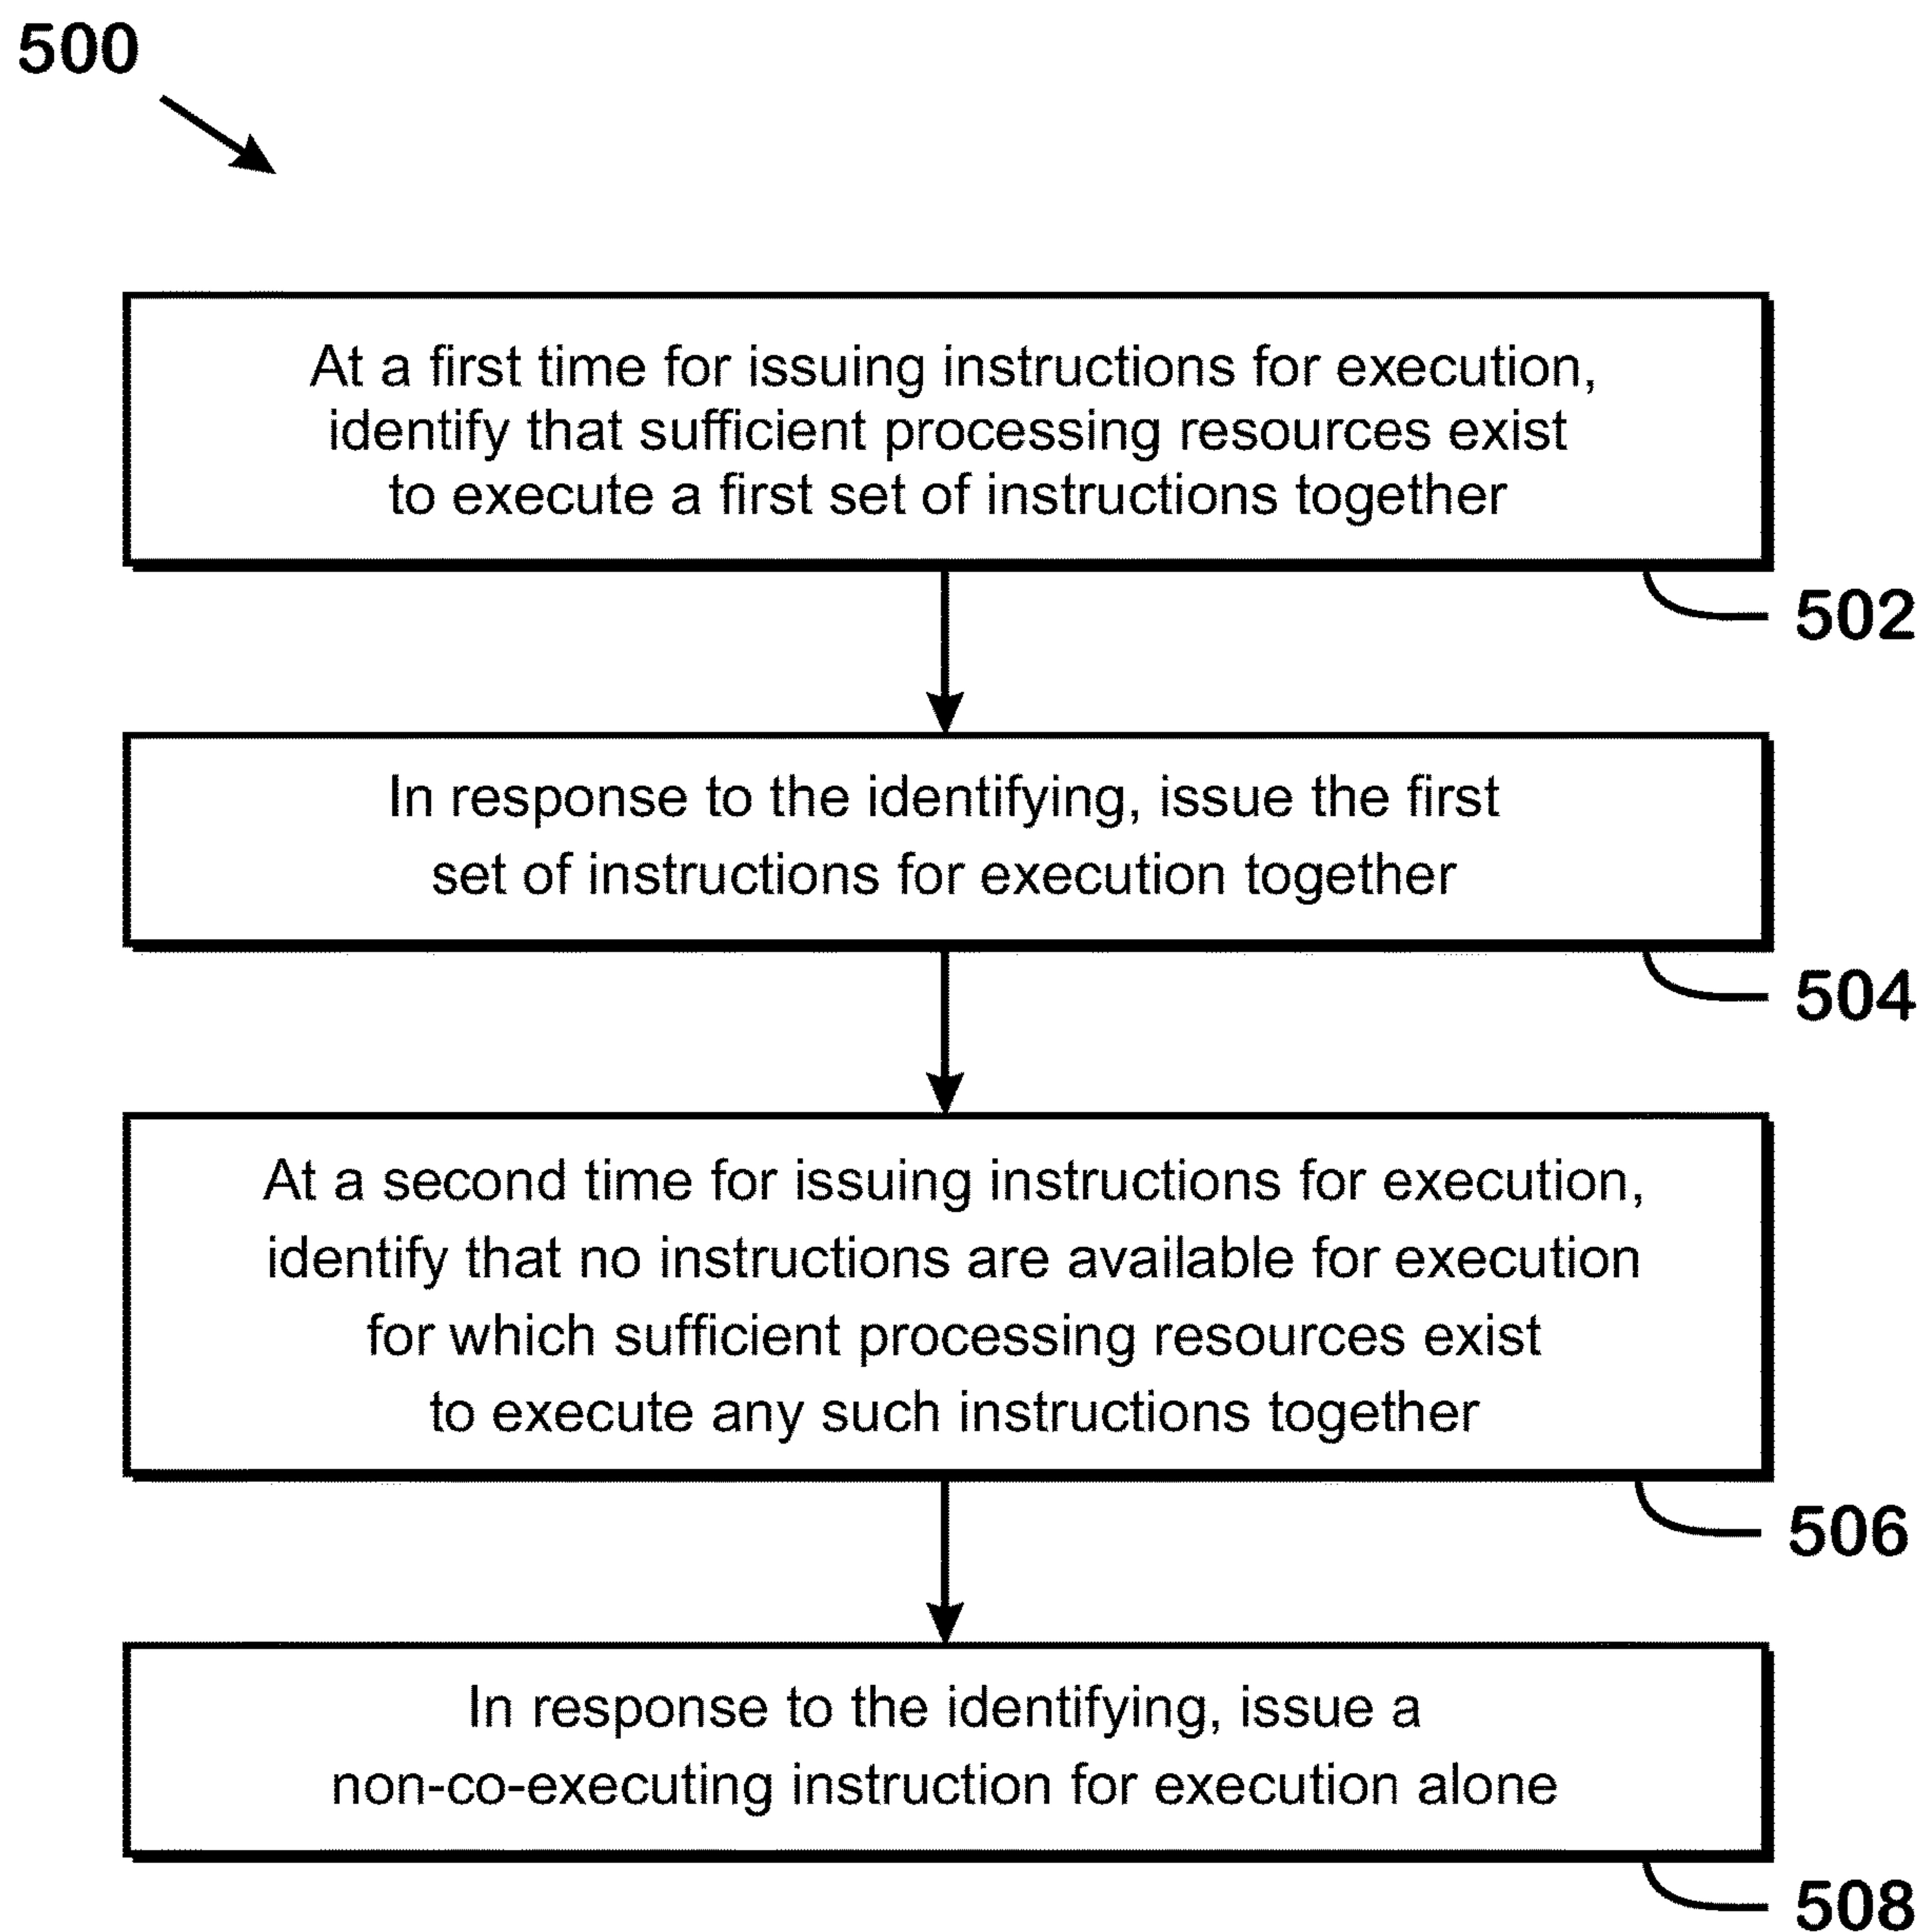 500
At a first time for issuing instructions for execution,
identify that sufficient processing resources exist
to execute a first set of instructions together
502
In response to the identifying, issue the first
set of instructions for execution together
504
At a second time for issuing instructions for execution,
identify that no instructions are available for execution
for which sufficient processing resources exist
to execute any such instructions together
506
In response to the identifying, issue a
non-co-executing instruction for execution alone
508